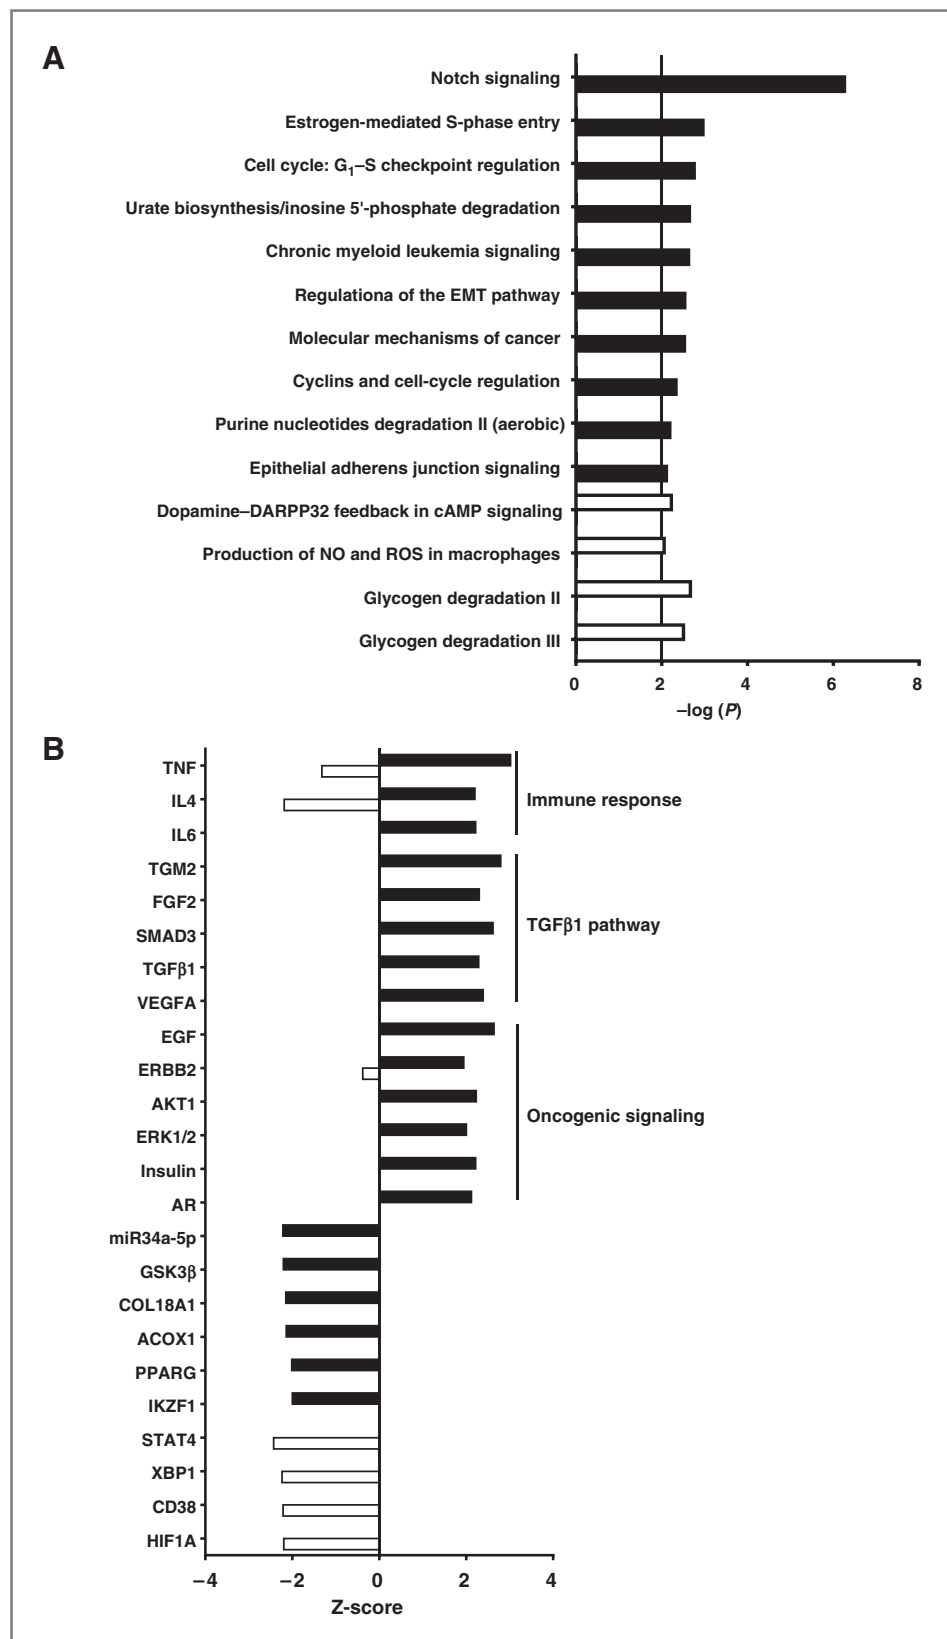 A
Notch signaling
Estrogen-mediated S-phase entry
Cell cycle: G1–S checkpoint regulation
Urate biosynthesis/inosine 5'-phosphate degradation
Chronic myeloid leukemia signaling
Regulationa of the EMT pathway
Molecular mechanisms of cancer
Cyclins and cell-cycle regulation
Purine nucleotides degradation II (aerobic)
Epithelial adherens junction signaling
Dopamine–DARPP32 feedback in cAMP signaling
Production of NO and ROS in macrophages
Glycogen degradation II
Glycogen degradation III
0 2 4 6 8
–log (P)
B
TNF
IL4
Immune response
IL6
TGM2
FGF2
TGFβ1 pathway
SMAD3
TGFβ1
VEGFA
EGF
ERBB2
AKT1
Oncogenic signaling
ERK1/2
Insulin
AR
miR34a-5p
GSK3β
COL18A1
ACOX1
PPARG
IKZF1
STAT4
XBP1
CD38
HIF1A
–4 –2 0 2 4
Z-score